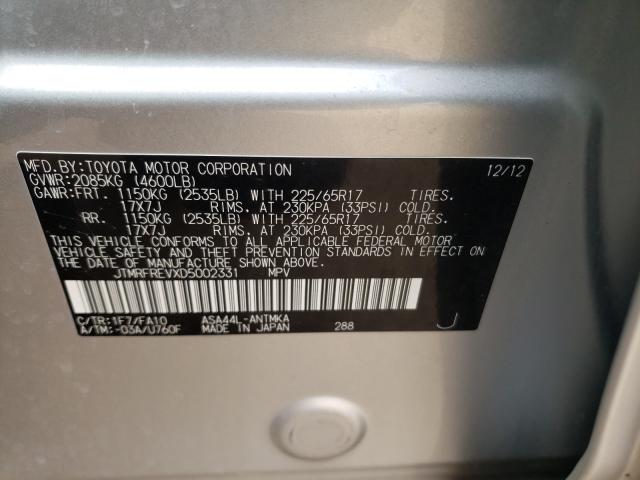 MFD.BY:TOYOTA MOTOR CORPORATION 12/12
GVWR:2085KG (4600LB)
GAWR:FRT. 1150KG (2535LB) WITH 225/65R17 TIRES.
17X7J RIMS. AT 230KPA (33PSI) COLD.
RR. 1150KG (2535LB) WITH 225/65R17 TIRES.
17X7J RIMS. AT 230KPA (33PSI) COLD.
THIS VEHICLE CONFORMS TO ALL APPLICABLE FEDERAL MOTOR
VEHICLE SAFETY AND THEFT PREVENTION STANDARDS IN EFFECT ON
THE DATE OF MANUFACTURE SHOWN ABOVE.
JTMRFREVXD5002331 MPV
C/TR:1F7/FA10 ASA44L-ANTMKA
A/TM:-03A/U760F MADE IN JAPAN 288 J